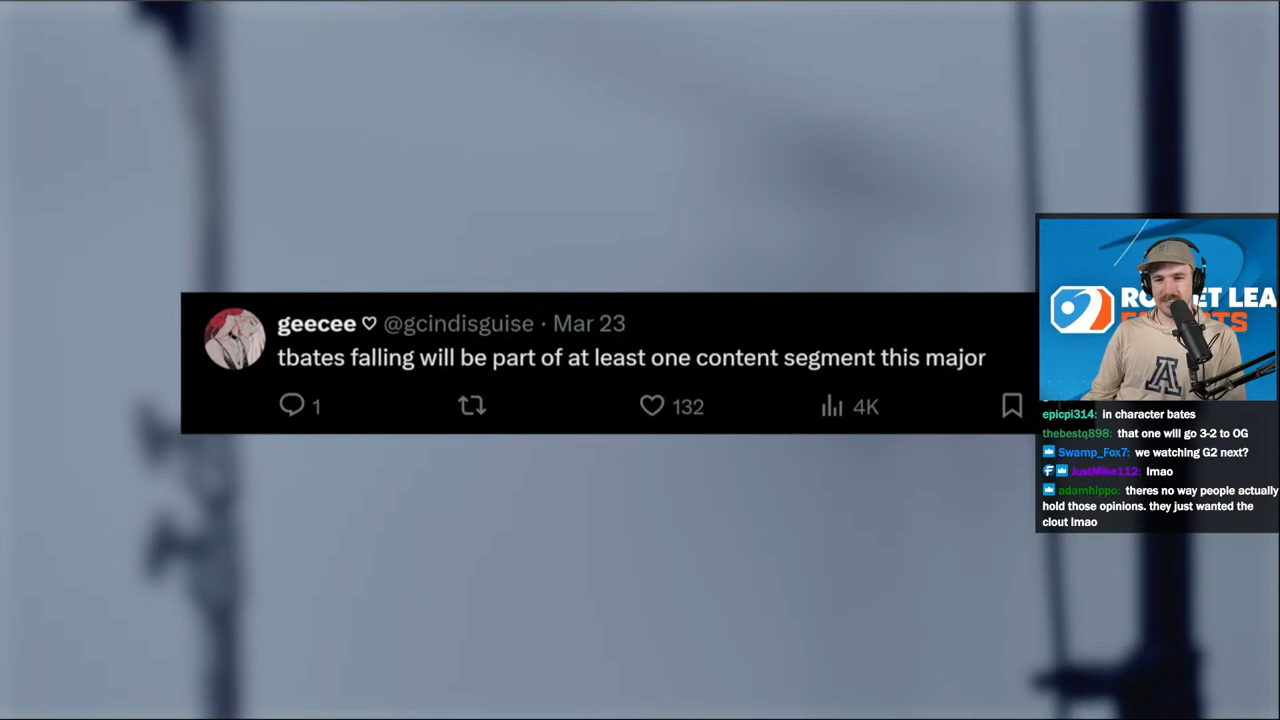 geecee ♡ @gcindisguise · Mar 23
tbates falling will be part of at least one content segment this major
1
132
4K
epicpi314: in character bates
thebestq898: that one will go 3-2 to OG
Swamp_Fox7: we watching G2 next?
JustMike112: lmao
adamhippo: theres no way people actually
hold those opinions. they just wanted the
clout lmao
A